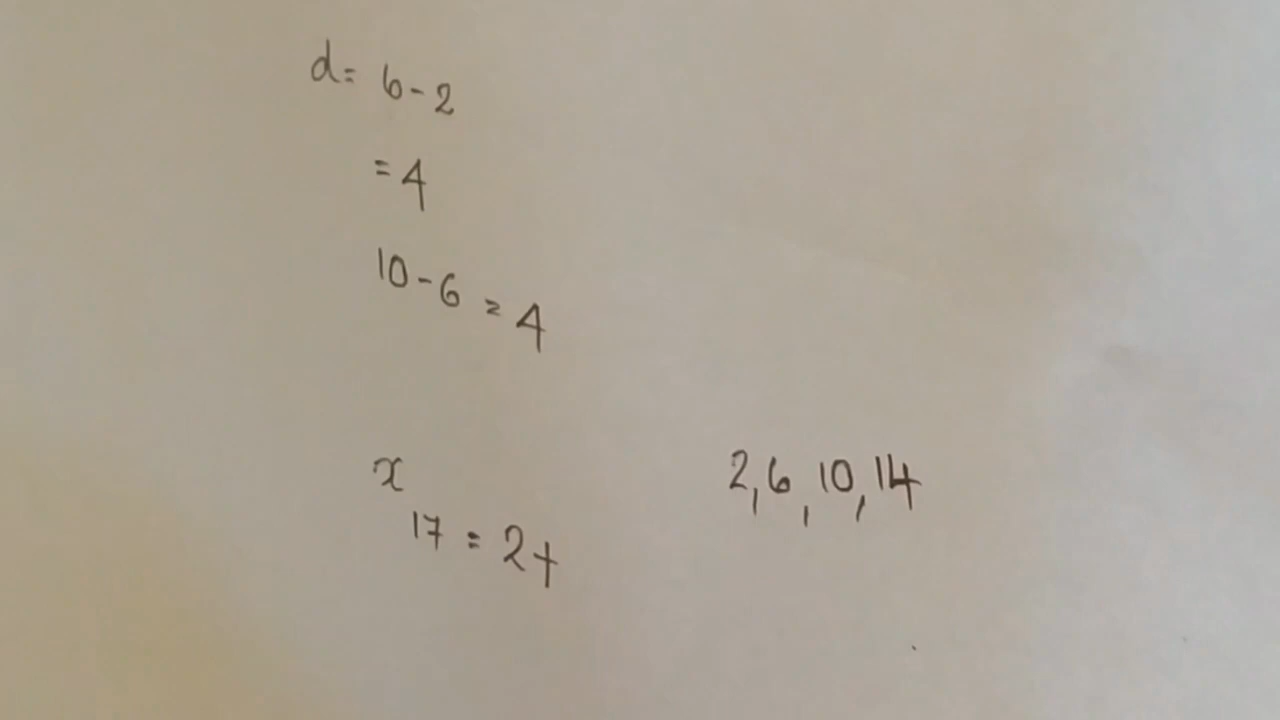 d = 6 - 2
= 4
10 - 6 = 4
x
2, 6, 10, 14
17 = 2 +